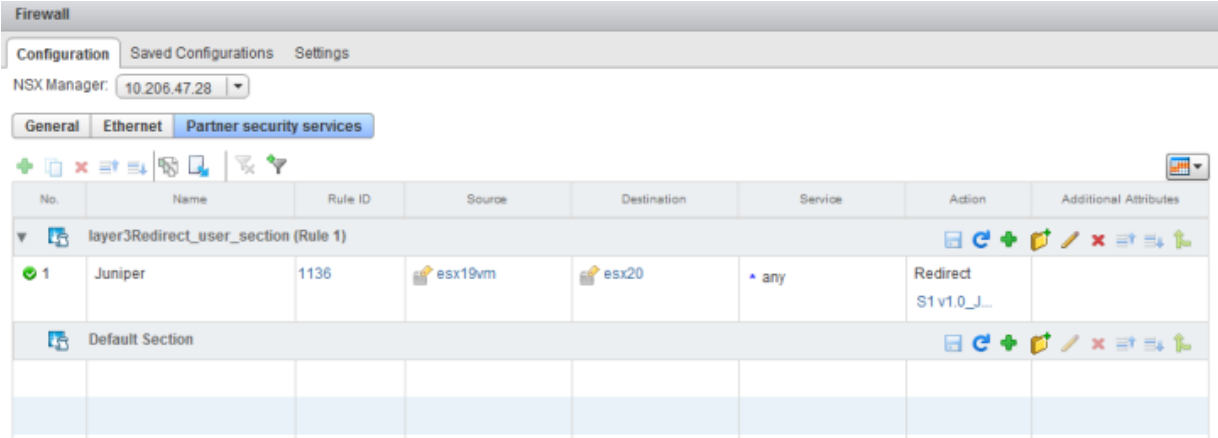 Firewall
Configuration Saved Configurations Settings
NSX Manager: 10.206.47.28
General Ethernet Partner security services
No. Name Rule ID Source Destination Service Action Additional Attributes
layer3Redirect_user_section (Rule 1)
1 Juniper 1136 esx19vm esx20 any Redirect
S1 v1.0_J...
Default Section